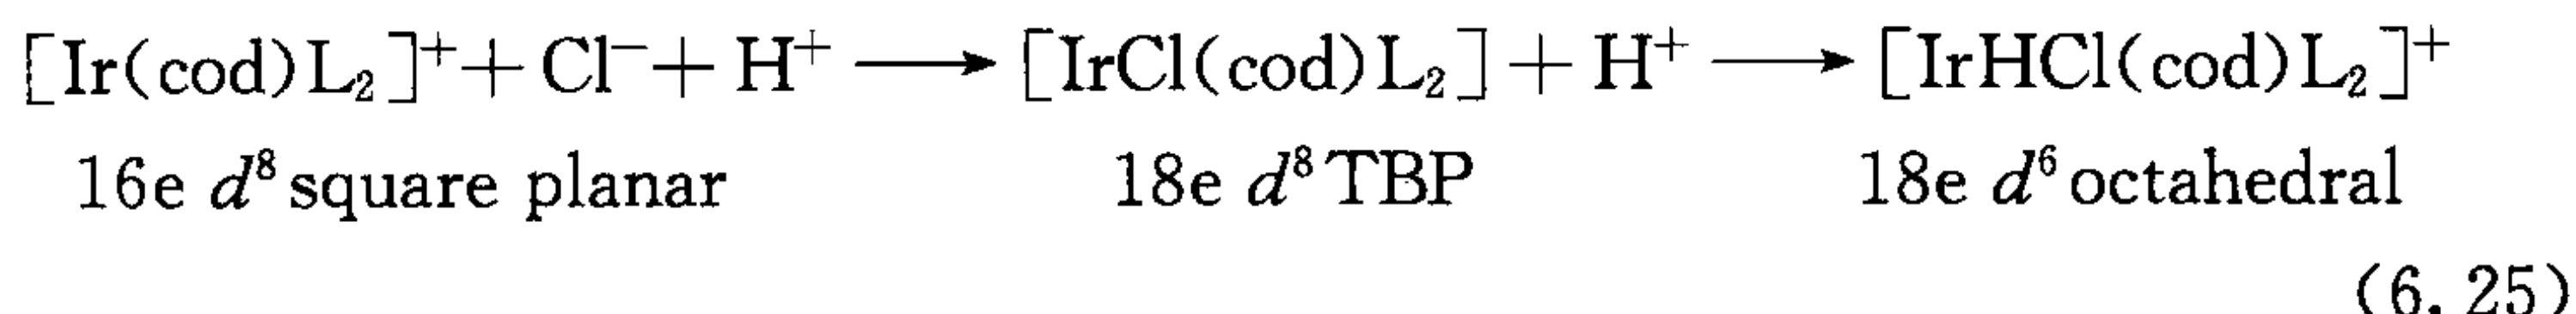 [Ir(cod)L₂]⁺ + Cl⁻ + H⁺ ⟶ [IrCl(cod)L₂] + H⁺ ⟶ [IrHCl(cod)L₂]⁺
16e d⁸ square planar 18e d⁸ TBP 18e d⁶ octahedral
(6.25)